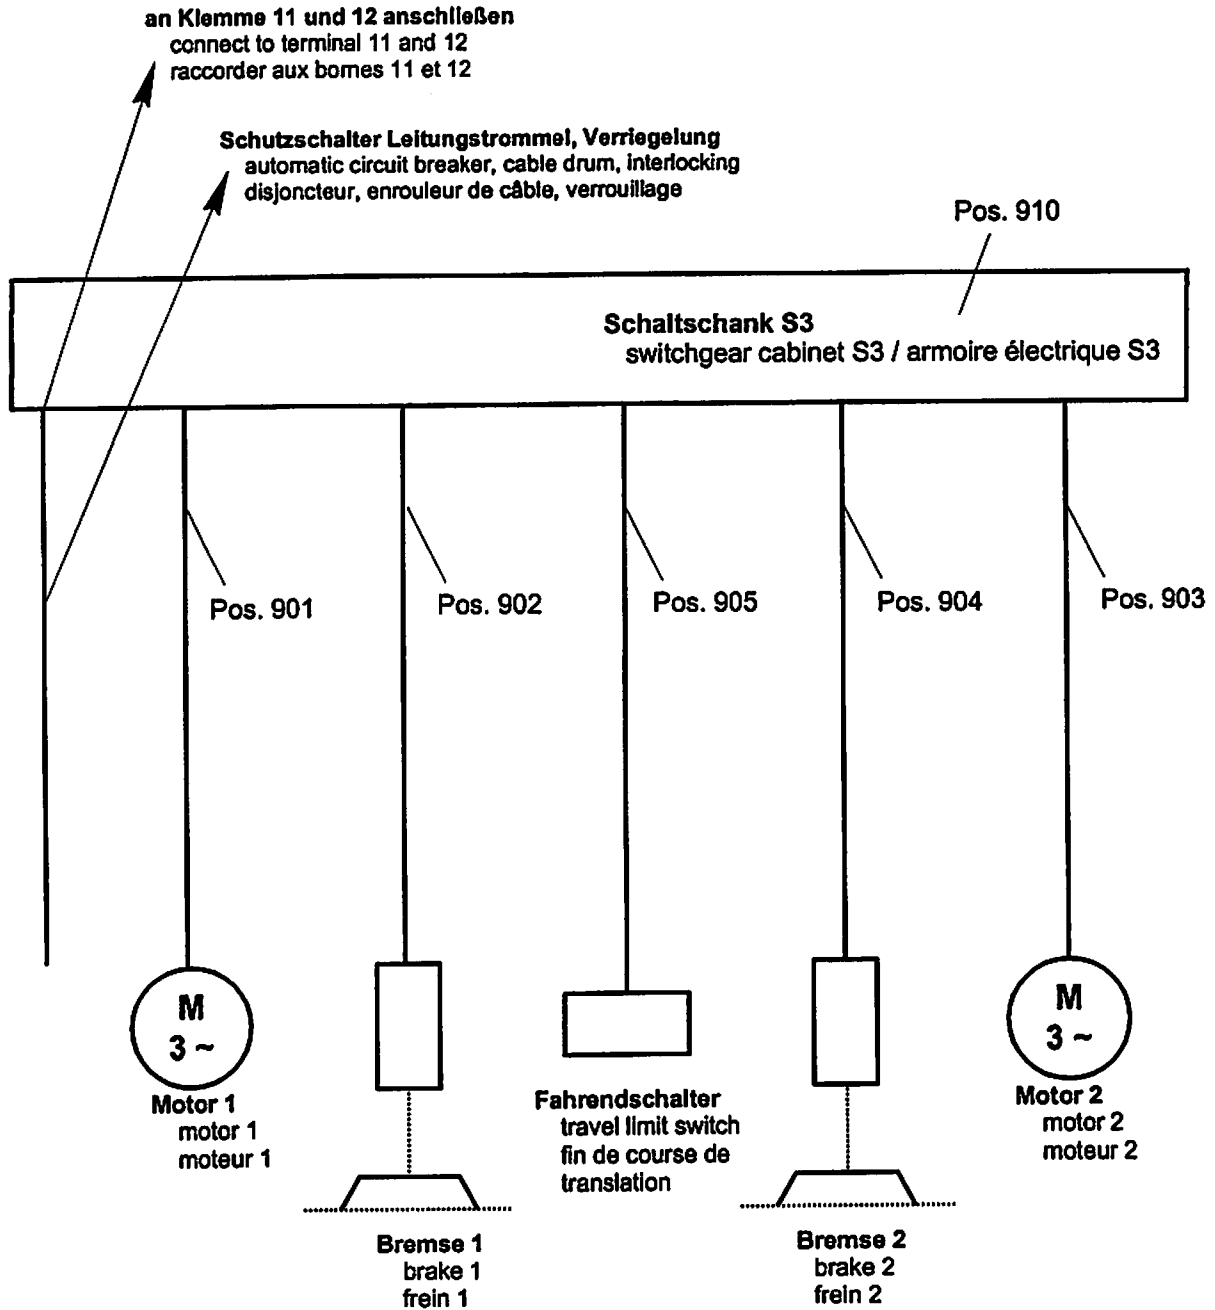 an Klemme 11 und 12 anschließen
connect to terminal 11 and 12
raccorder aux bornes 11 et 12
Schutzschalter Leitungstrommel, Verriegelung
automatic circuit breaker, cable drum, interlocking
disjoncteur, enrouleur de câble, verrouillage
Pos. 910
Schaltschank S3
switchgear cabinet S3 / armoire électrique S3
Pos. 901
Pos. 902
Pos. 905
Pos. 904
Pos. 903
M
3 ~
Motor 1
motor 1
moteur 1
Bremse 1
brake 1
frein 1
Fahrendschalter
travel limit switch
fin de course de
translation
Bremse 2
brake 2
frein 2
M
3 ~
Motor 2
motor 2
moteur 2